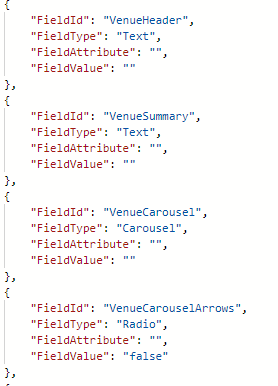 {
"FieldId": "VenueHeader",
"FieldType": "Text",
"FieldAttribute": "",
"FieldValue": ""
},
{
"FieldId": "VenueSummary",
"FieldType": "Text",
"FieldAttribute": "",
"FieldValue": ""
},
{
"FieldId": "VenueCarousel",
"FieldType": "Carousel",
"FieldAttribute": "",
"FieldValue": ""
},
{
"FieldId": "VenueCarouselArrows",
"FieldType": "Radio",
"FieldAttribute": "",
"FieldValue": "false"
},